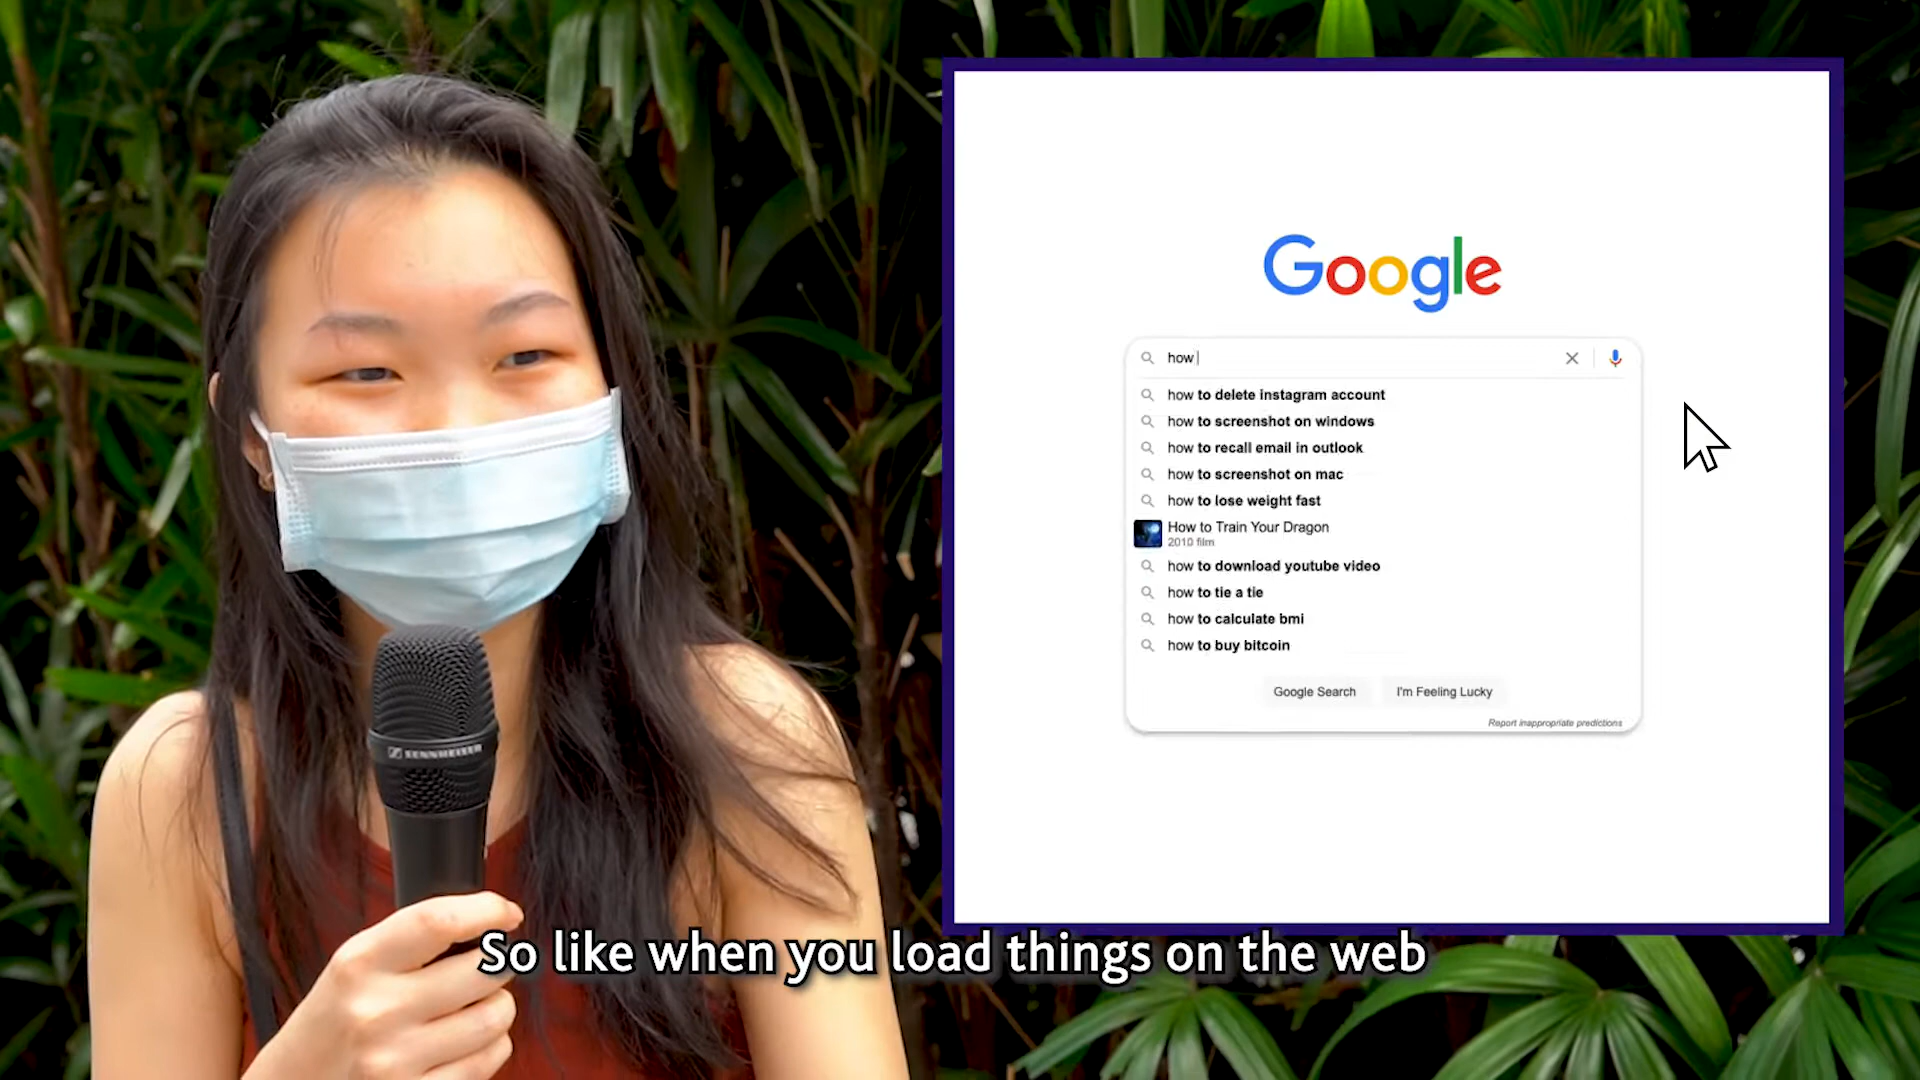 Google
how
how to delete instagram account
how to screenshot on windows
how to recall email in outlook
how to screenshot on mac
how to lose weight fast
How to Train Your Dragon
2010 film
how to download youtube video
how to tie a tie
how to calculate bmi
how to buy bitcoin
Google Search
I'm Feeling Lucky
Report inappropriate predictions
SENNHEISER
So like when you load things on the web